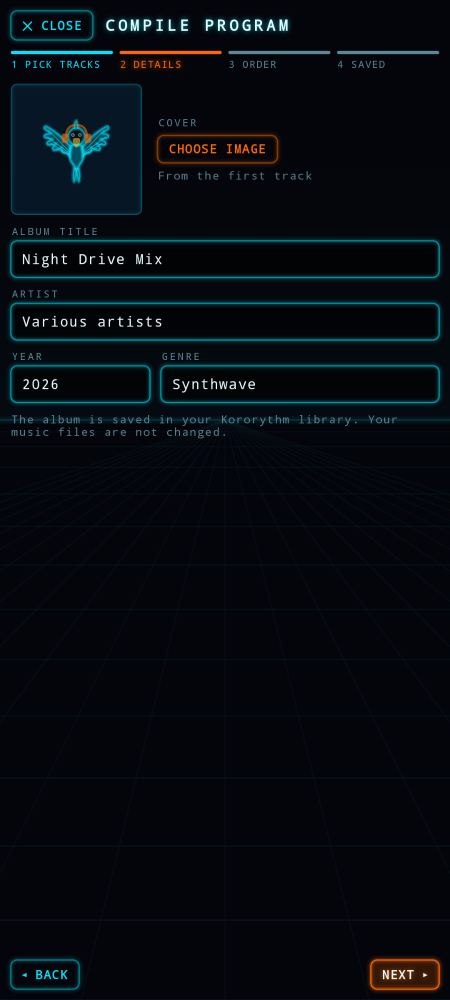 CLOSE
COMPILE PROGRAM
1 PICK TRACKS
2 DETAILS
3 ORDER
4 SAVED
COVER
CHOOSE IMAGE
From the first track
ALBUM TITLE
Night Drive Mix
ARTIST
Various artists
YEAR
GENRE
2026
Synthwave
The album is saved in your Kororythm library. Your
music files are not changed.
◂ BACK
NEXT ▸